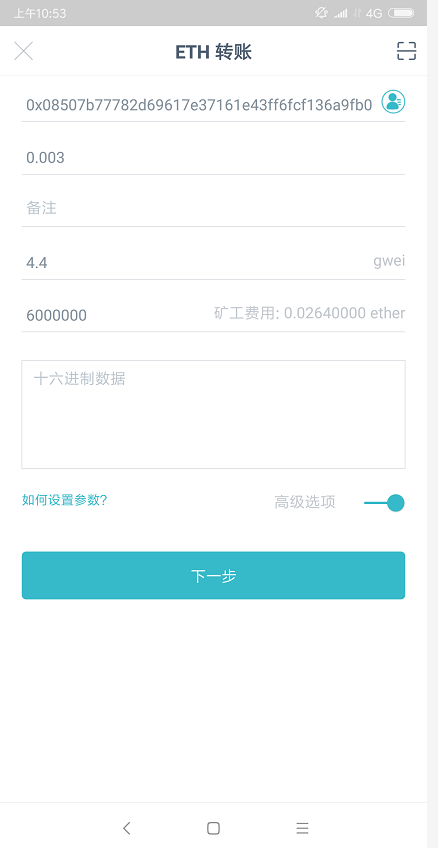 上午10:53 4G
ETH 转账
0x08507b77782d69617e37161e43ff6fcf136a9fb0
0.003
备注
4.4 gwei
6000000 矿工费用: 0.02640000 ether
十六进制数据
如何设置参数? 高级选项
下一步